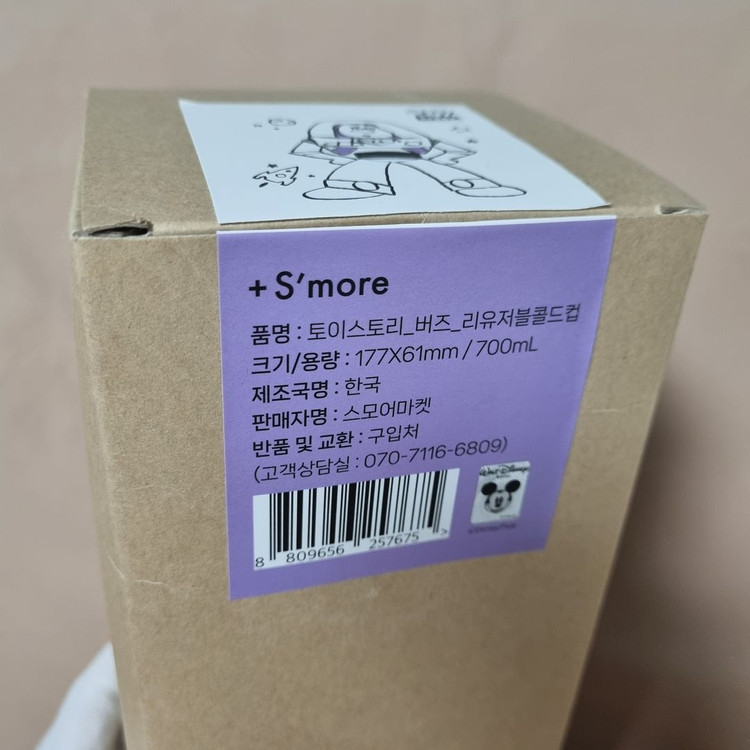 + S'more
품명 : 토이스토리_버즈_리유저블콜드컵
크기/용량 : 177X61mm / 700mL
제조국명 : 한국
판매자명 : 스모어마켓
반품 및 교환 : 구입처
(고객상담실 : 070-7116-6809)
Walt Disney
8 809656 257675 >